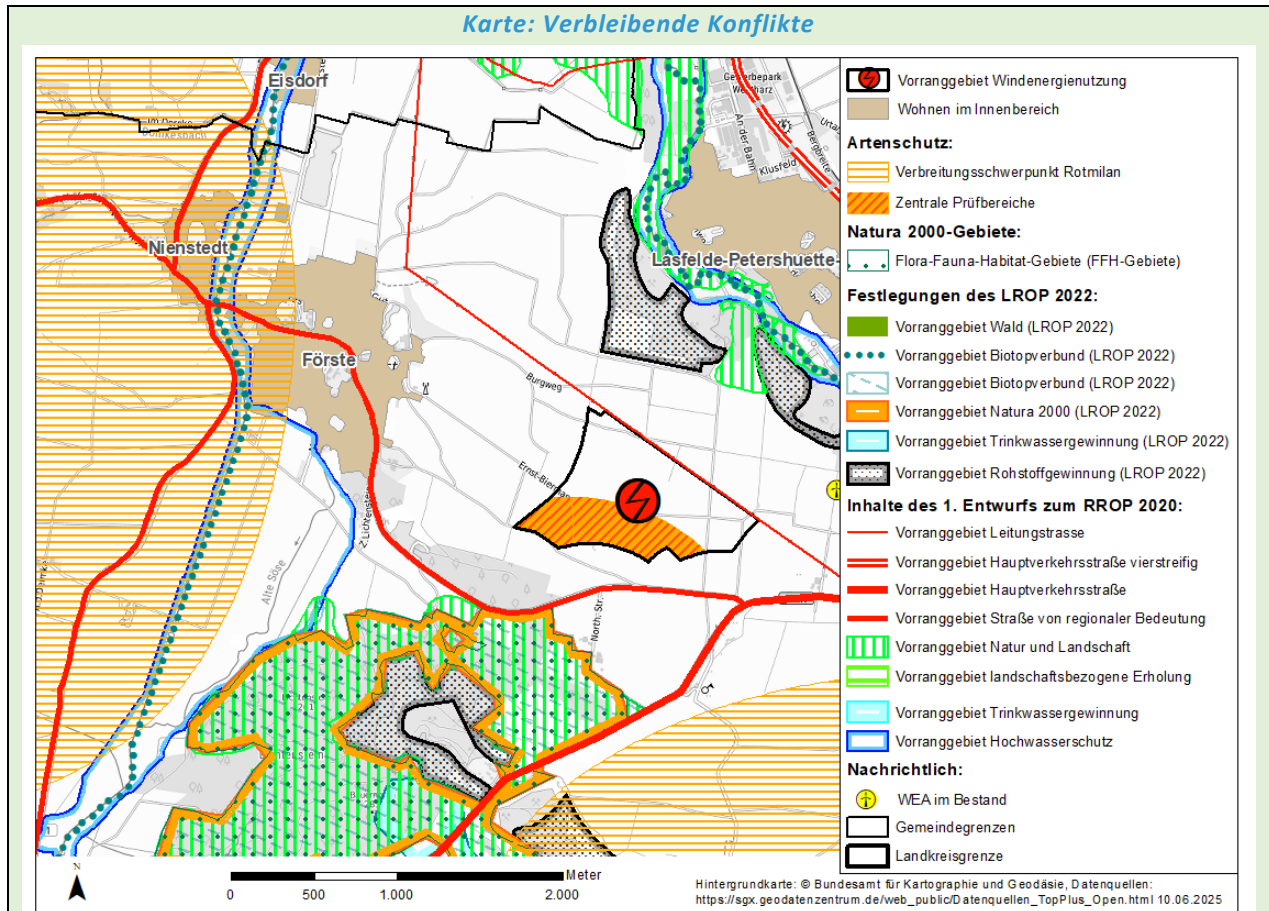 Karte: Verbleibende Konflikte
Eisdorf
Nienstedt
Förste
Lasfelde-Petershuette-
Gewerbepark
Westharz
An der Bahn
Klusfeld
Bergbreite
Burgweg
Z. Lichtenstein
Alte Söse
North. Str.
Vorranggebiet Windenergienutzung
Wohnen im Innenbereich
Artenschutz:
Verbreitungsschwerpunkt Rotmilan
Zentrale Prüfbereiche
Natura 2000-Gebiete:
Flora-Fauna-Habitat-Gebiete (FFH-Gebiete)
Festlegungen des LROP 2022:
Vorranggebiet Wald (LROP 2022)
Vorranggebiet Biotopverbund (LROP 2022)
Vorranggebiet Biotopverbund (LROP 2022)
Vorranggebiet Natura 2000 (LROP 2022)
Vorranggebiet Trinkwassergewinnung (LROP 2022)
Vorranggebiet Rohstoffgewinnung (LROP 2022)
Inhalte des 1. Entwurfs zum RROP 2020:
Vorranggebiet Leitungstrasse
Vorranggebiet Hauptverkehrsstraße vierstreifig
Vorranggebiet Hauptverkehrsstraße
Vorranggebiet Straße von regionaler Bedeutung
Vorranggebiet Natur und Landschaft
Vorranggebiet landschaftsbezogene Erholung
Vorranggebiet Trinkwassergewinnung
Vorranggebiet Hochwasserschutz
Nachrichtlich:
WEA im Bestand
Gemeindegrenzen
Landkreisgrenze
N
Meter
0 500 1.000 2.000
Hintergrundkarte: © Bundesamt für Kartographie und Geodäsie, Datenquellen:
https://sgx.geodatenzentrum.de/web_public/Datenquellen_TopPlus_Open.html 10.06.2025